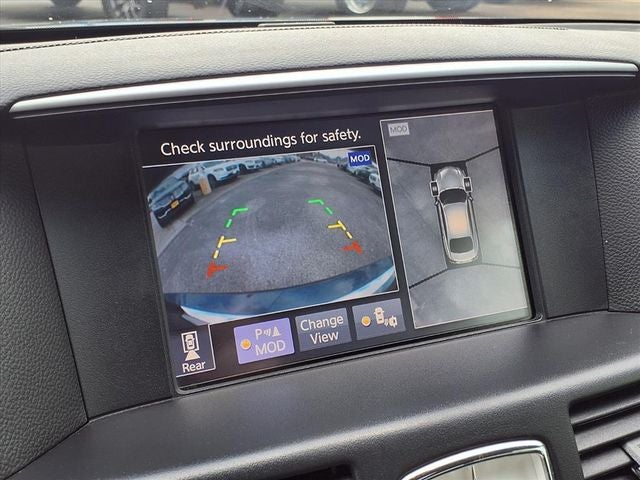 Check surroundings for safety.
MOD
MOD
Rear
P MOD
Change
View